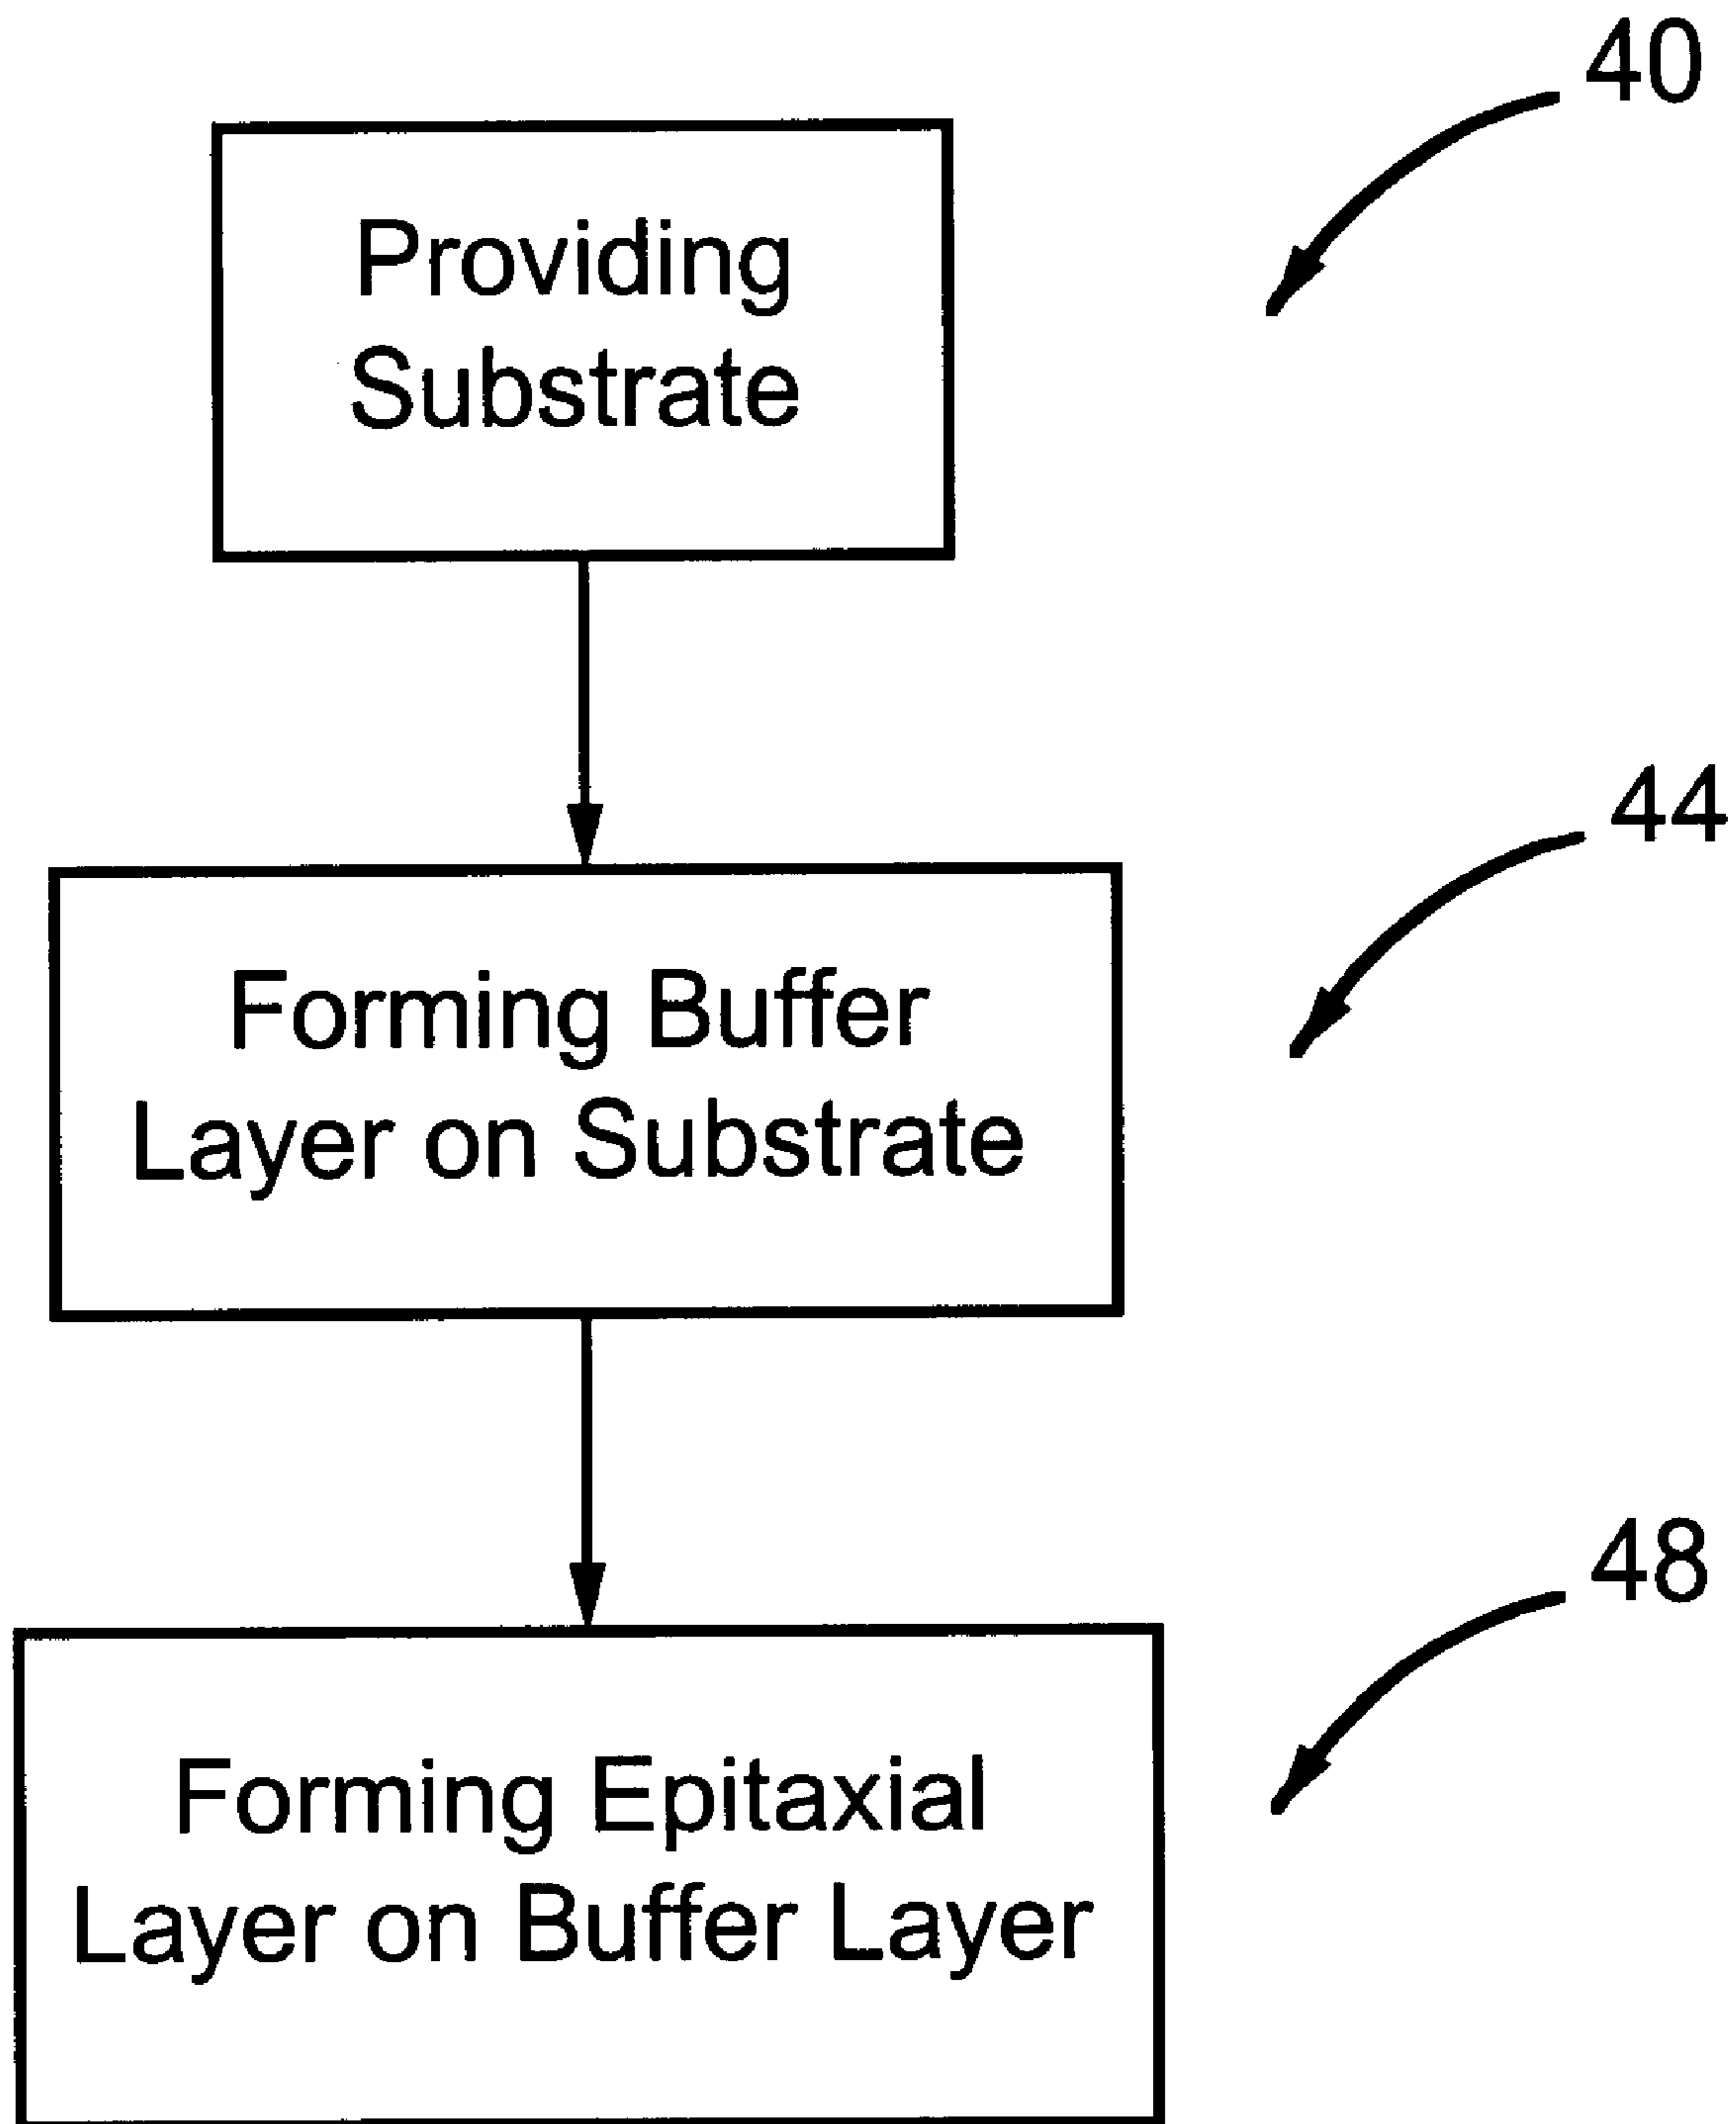 40
Providing
Substrate
44
Forming Buffer
Layer on Substrate
48
Forming Epitaxial
Layer on Buffer Layer